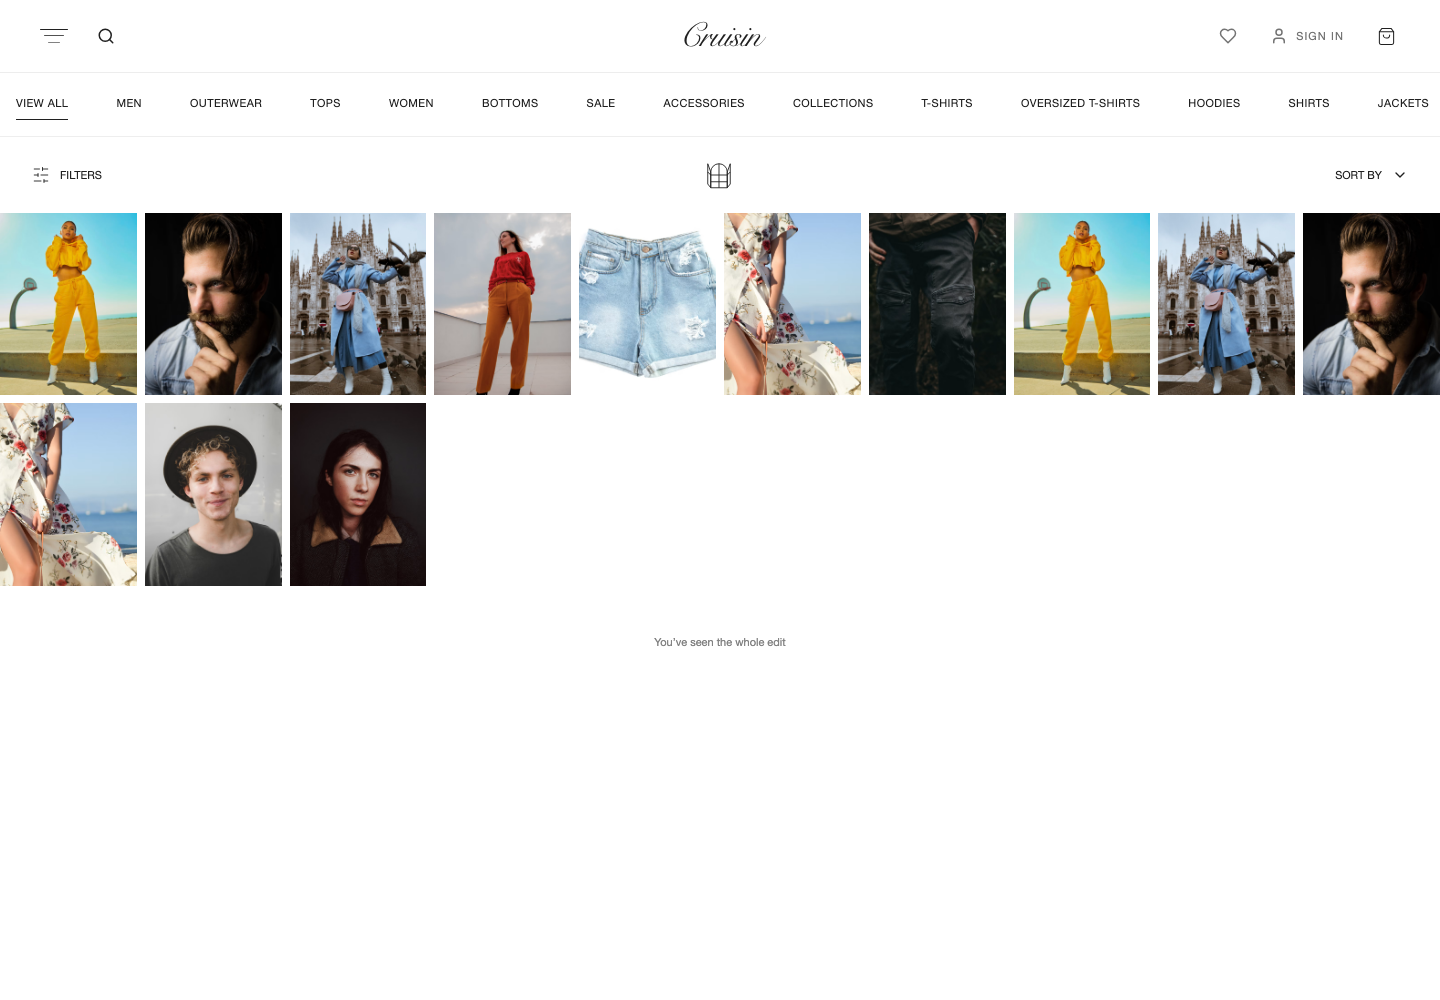 Cruisin
SIGN IN
VIEW ALL
MEN
OUTERWEAR
TOPS
WOMEN
BOTTOMS
SALE
ACCESSORIES
COLLECTIONS
T-SHIRTS
OVERSIZED T-SHIRTS
HOODIES
SHIRTS
JACKETS
FILTERS
SORT BY
You've seen the whole edit